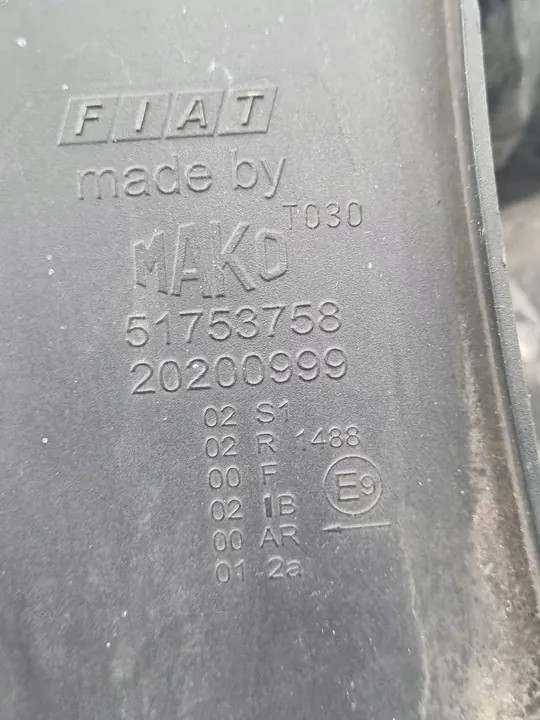 FIAT
made by
T030
MAKO
51753758
20200999
02 S1
02 R 1488
00 F
02 IB
00 AR
01 2a
E9